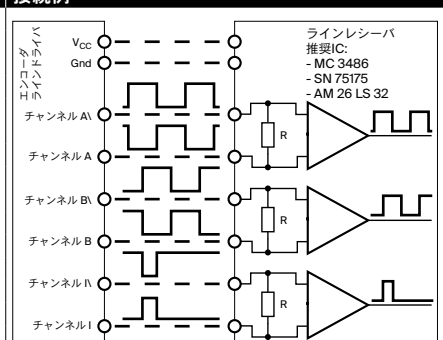 接続例
エンコーダ
ラインドライバ
Vcc
Gnd
チャンネル A\
チャンネル A
チャンネル B\
チャンネル B
チャンネル I\
チャンネル I
ラインレシーバ
推奨IC:
- MC 3486
- SN 75175
- AM 26 LS 32
R
R
R